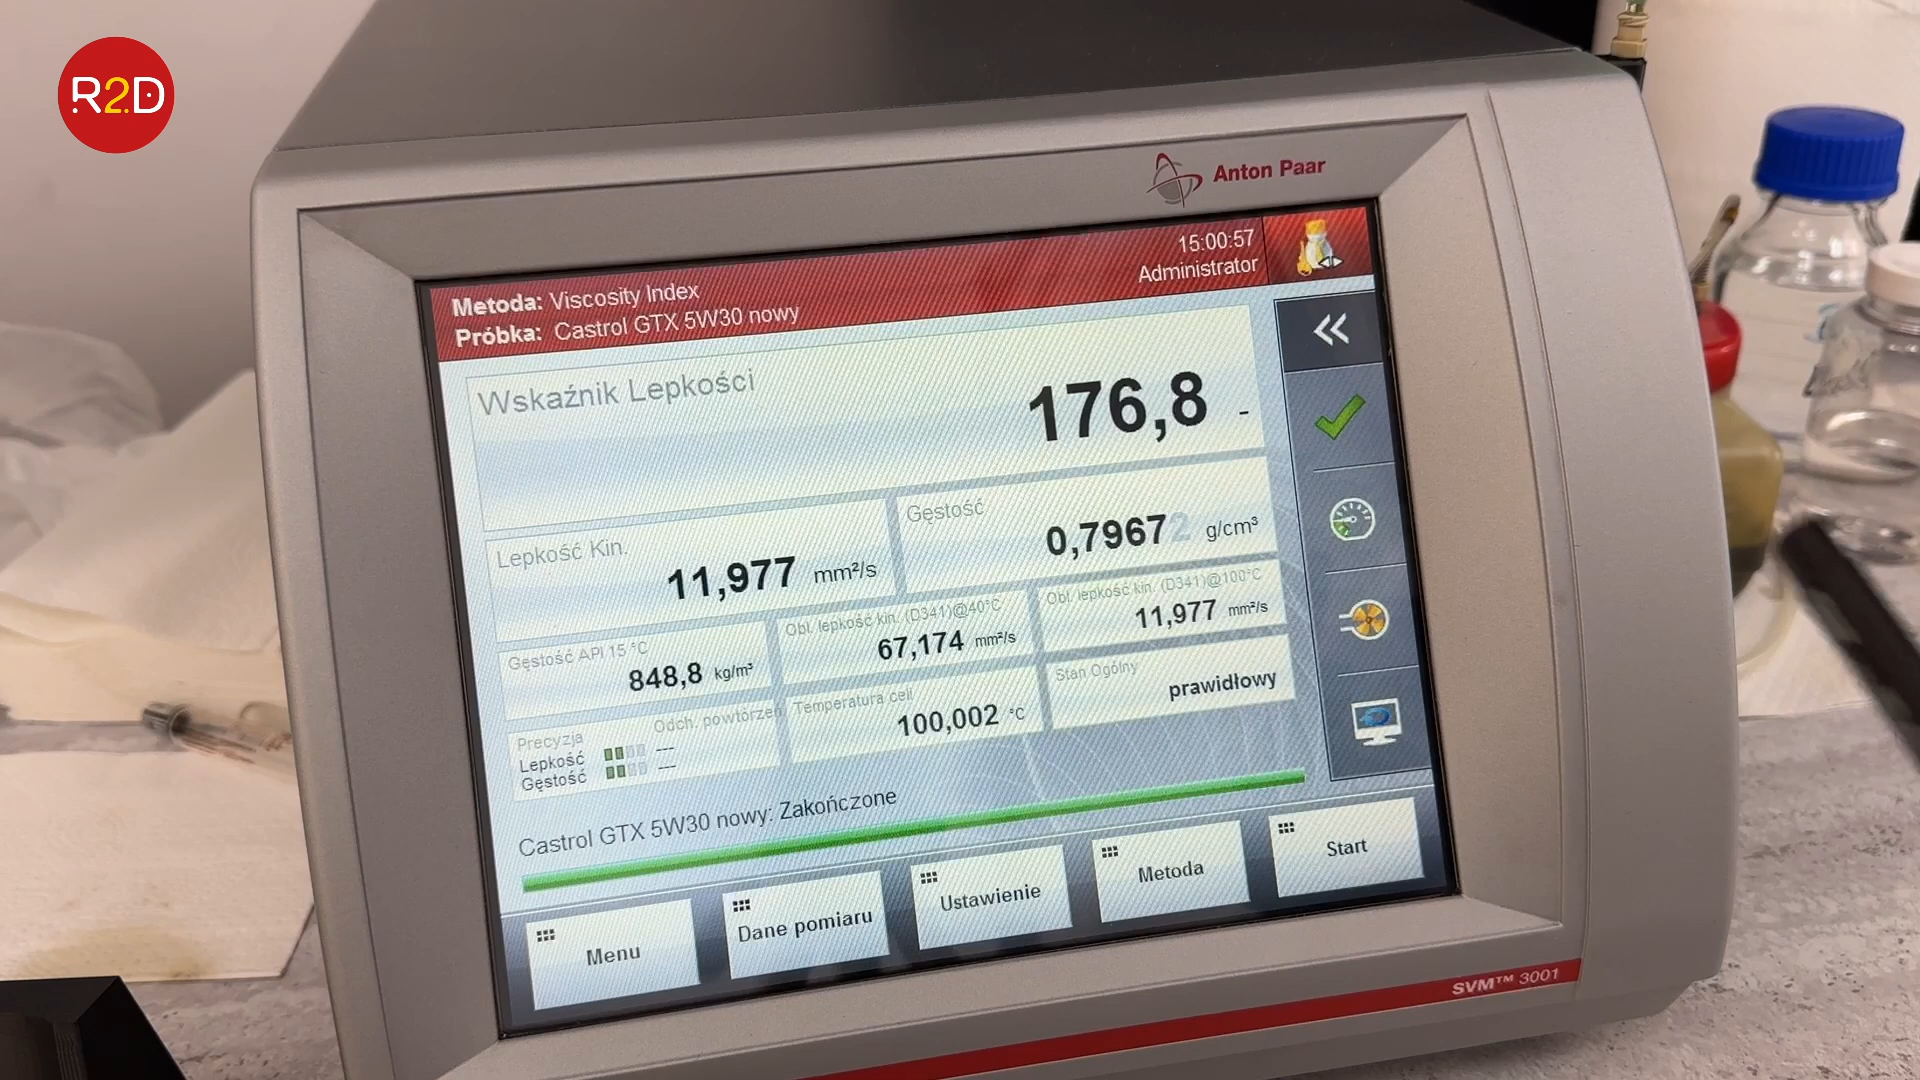 R2D
Anton Paar
15:00:57
Administrator
Metoda: Viscosity Index
Próbka: Castrol GTX 5W30 nowy
Wskaźnik Lepkości
176,8 -
Lepkość Kin.
11,977 mm²/s
Gęstość
0,79672 g/cm³
Gęstość API 15 °C
848,8 kg/m³
Obl. lepkość kin. (D341)@40°C
67,174 mm²/s
Obl. lepkość kin. (D341)@100°C
11,977 mm²/s
Precyzja
Odch. powtórzeń
Lepkość ---
Gęstość ---
Temperatura celi
100,002 °C
Stan Ogólny
prawidłowy
Castrol GTX 5W30 nowy: Zakończone
Menu
Dane pomiaru
Ustawienie
Metoda
Start
SVM™ 3001